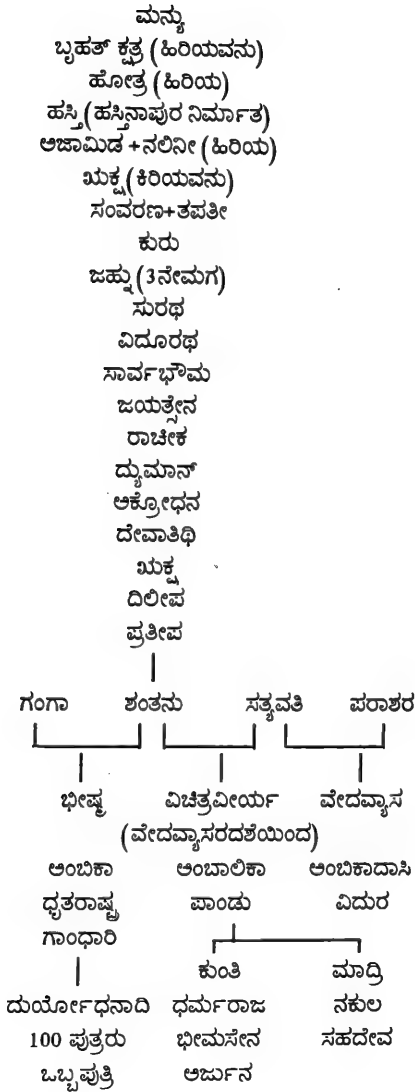 ಮನ್ಯು
ಬೃಹತ್ ಕ್ಷತ್ರ (ಹಿರಿಯವನು)
ಹೋತ್ರ (ಹಿರಿಯ)
ಹಸ್ತಿ (ಹಸ್ತಿನಾಪುರ ನಿರ್ಮಾತ)
ಅಜಾಮಿಡ +ನಲಿನೀ (ಹಿರಿಯ)
ಋಕ್ಷ (ಕಿರಿಯವನು)
ಸಂವರಣ+ತಪತೀ
ಕುರು
ಜಹ್ನು (3ನೇಮಗ)
ಸುರಥ
ವಿದೂರಥ
ಸಾರ್ವಭೌಮ
ಜಯತ್ಸೇನ
ರಾಚೀಕ
ದ್ಯುಮಾನ್
ಅಕ್ರೋಧನ
ದೇವಾತಿಥಿ
ಋಕ್ಷ
ದಿಲೀಪ
ಪ್ರತೀಪ
ಗಂಗಾ ಶಂತನು ಸತ್ಯವತಿ ಪರಾಶರ
ಭೀಷ್ಮ ವಿಚಿತ್ರವೀರ್ಯ ವೇದವ್ಯಾಸ
(ವೇದವ್ಯಾಸರದಶೆಯಿಂದ)
ಅಂಬಿಕಾ ಅಂಬಾಲಿಕಾ ಅಂಬಿಕಾದಾಸಿ
ಧೃತರಾಷ್ಟ್ರ ಪಾಂಡು ವಿದುರ
ಗಾಂಧಾರಿ
ಕುಂತಿ ಮಾದ್ರಿ
ದುರ್ಯೋಧನಾದಿ ಧರ್ಮರಾಜ ನಕುಲ
100 ಪುತ್ರರು ಭೀಮಸೇನ ಸಹದೇವ
ಒಬ್ಬಪುತ್ರಿ ಅರ್ಜುನ